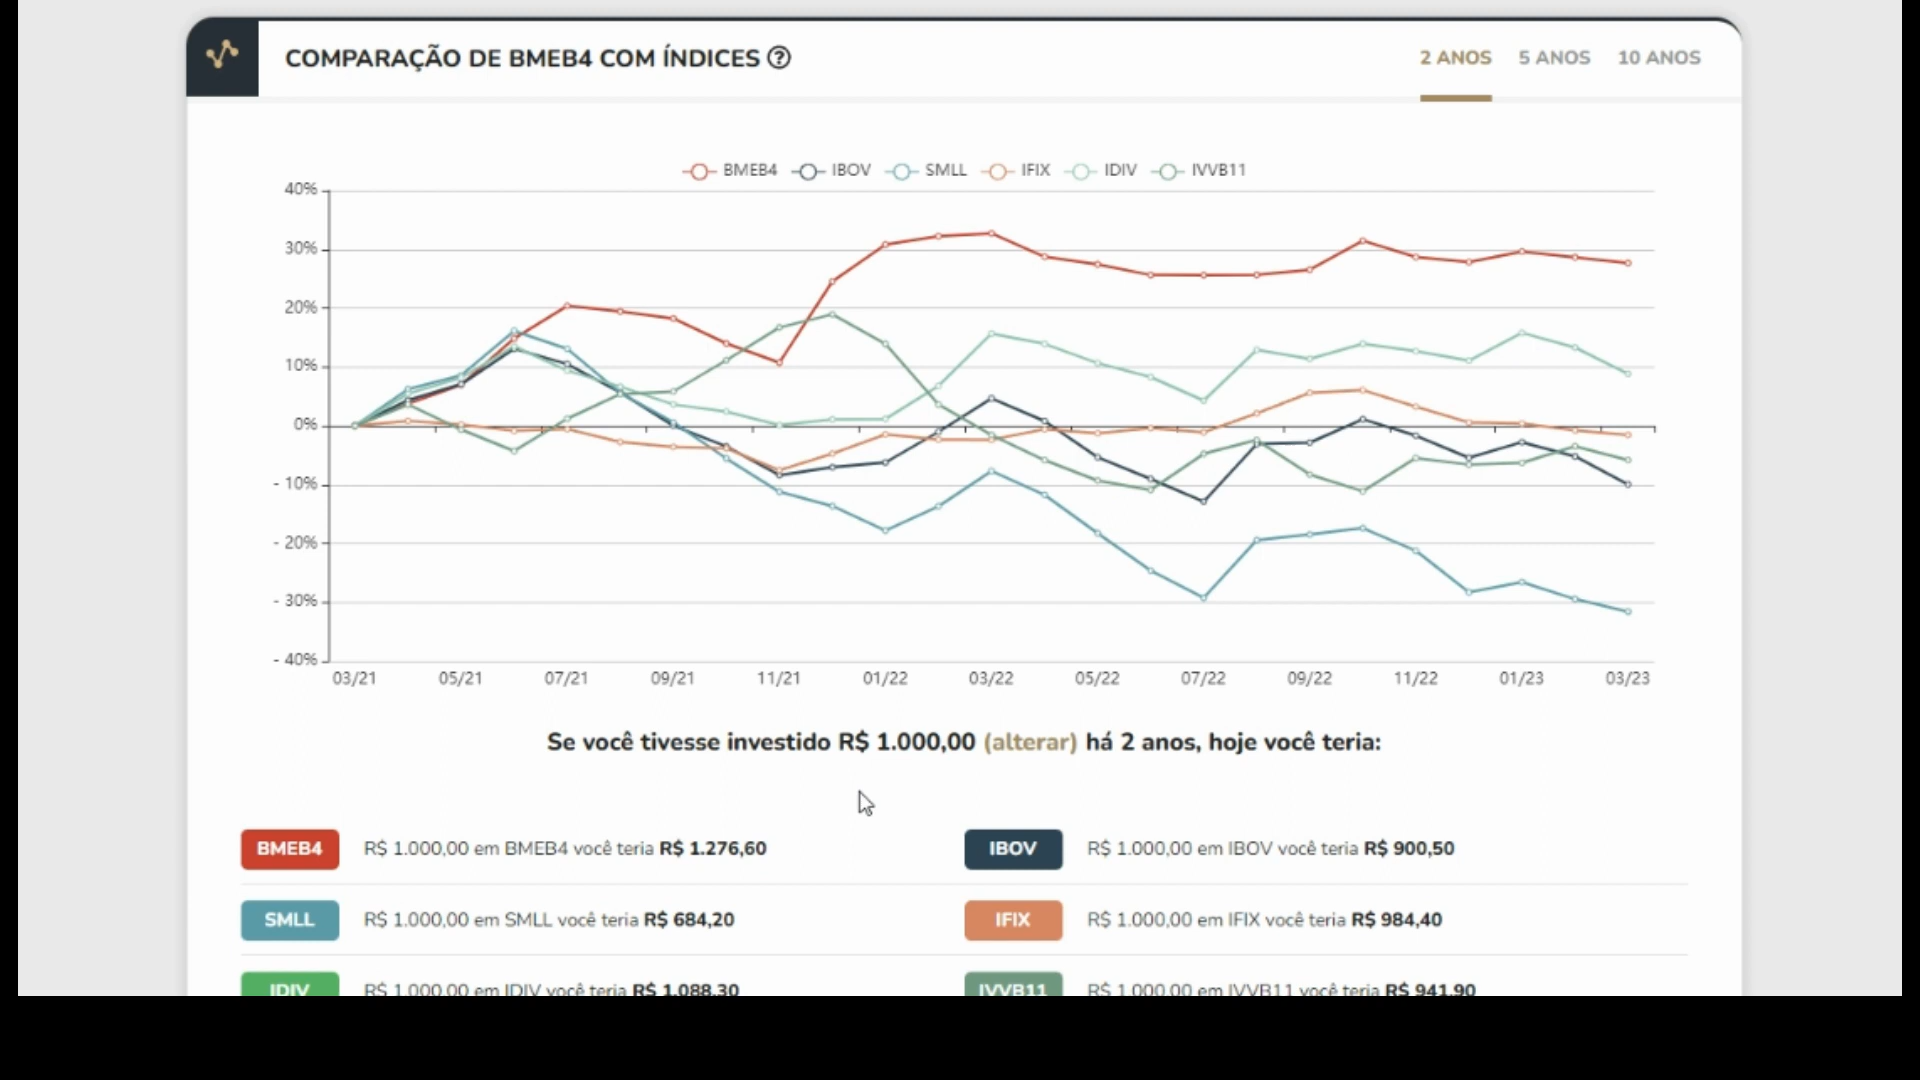 COMPARAÇÃO DE BMEB4 COM ÍNDICES ?
2 ANOS 5 ANOS 10 ANOS
BMEB4 IBOV SMLL IFIX IDIV IVVB11
40%
30%
20%
10%
0%
- 10%
- 20%
- 30%
- 40%
03/21 05/21 07/21 09/21 11/21 01/22 03/22 05/22 07/22 09/22 11/22 01/23 03/23
Se você tivesse investido R$ 1.000,00 (alterar) há 2 anos, hoje você teria:
BMEB4 R$ 1.000,00 em BMEB4 você teria R$ 1.276,60
IBOV R$ 1.000,00 em IBOV você teria R$ 900,50
SMLL R$ 1.000,00 em SMLL você teria R$ 684,20
IFIX R$ 1.000,00 em IFIX você teria R$ 984,40
IDIV R$ 1.000,00 em IDIV você teria R$ 1.088,30
IVVB11 R$ 1.000,00 em IVVB11 você teria R$ 941,90